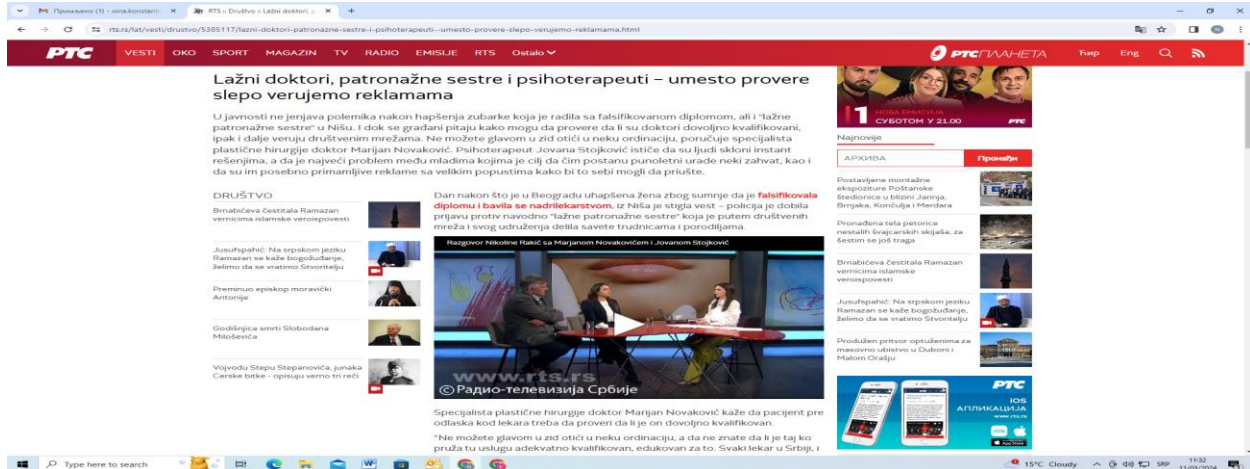 Примљено (1) - nina.konstantin
RTS :: Društvo :: Lažni doktori, p
rts.rs/lat/vesti/drustvo/5385117/lazni-doktori-patronazne-sestre-i-psihoterapeuti--umesto-provere-slepo-verujemo-reklamama.html
РТС VESTI OKO SPORT MAGAZIN TV RADIO EMISIJE RTS Ostalo РТС ПЛАНЕТА Ћир Eng
Lažni doktori, patronažne sestre i psihoterapeuti – umesto provere
slepo verujemo reklamama
U javnosti ne jenjava polemika nakon hapšenja zubarke koja je radila sa falsifikovanom diplomom, ali i "lažne
patronažne sestre" u Nišu. I dok se građani pitaju kako mogu da provere da li su doktori dovoljno kvalifikovani,
ipak i dalje veruju društvenim mrežama. Ne možete glavom u zid otići u neku ordinaciju, poručuje specijalista
plastične hirurgije doktor Marijan Novaković. Psihoterapeut Jovana Stojković ističe da su ljudi skloni instant
rešenjima, a da je najveći problem među mladima kojima je cilj da čim postanu punoletni urade neki zahvat, kao i
da su im posebno primamljive reklame sa velikim popustima kako bi to sebi mogli da priušte.
DRUŠTVO
Brnabićeva čestitala Ramazan
vernicima islamske veroispovesti
Jusufspahić: Na srpskom jeziku
Ramazan se kaže bogožuđanje,
želimo da se vratimo Stvoritelju
Preminuo episkop moravički
Antonije
Godišnjica smrti Slobodana
Miloševića
Vojvodu Stepu Stepanovića, junaka
Cerske bitke - opisuju verno tri reči
Dan nakon što je u Beogradu uhapšena žena zbog sumnje da je falsifikovala
diplomu i bavila se nadrilekarstvom, iz Niša je stigla vest – policija je dobila
prijavu protiv navodno "lažne patronažne sestre" koja je putem društvenih
mreža i svog udruženja delila savete trudnicama i porodiljama.
Razgovor Nikoline Rakić sa Marjanom Novakovićem i Jovanom Stojković
www.rts.rs
© Радио-телевизија Србије
Specijalista plastične hirurgije doktor Marijan Novaković kaže da pacijent pre
odlaska kod lekara treba da proveri da li je on dovoljno kvalifikovan.
"Ne možete glavom u zid otići u neku ordinaciju, a da ne znate da li je taj ko
pruža tu uslugu adekvatno kvalifikovan, edukovan za to. Svaki lekar u Srbiji, i
1 НОВА ЕМИСИЈА
СУБОТОМ У 21.00 РТС
Najnovije
АРХИВА Пронађи
Postavljene montažne
ekspoziture Poštanske
štedionice u blizini Jarinja,
Brnjaka, Končulja i Merdara
Pronađena tela petorice
nestalih švajcarskih skijaša, za
šestim se još traga
Brnabićeva čestitala Ramazan
vernicima islamske
veroispovesti
Jusufspahić: Na srpskom jeziku
Ramazan se kaže bogožuđanje,
želimo da se vratimo Stvoritelju
Produžen pritvor optuženima za
masovno ubistvo u Duboni i
Malom Orašju
РТС
iOS
АПЛИКАЦИЈА
www.rts.rs
iOS App Store
Type here to search
15°C Cloudy SRP 11:32
11/03/2024